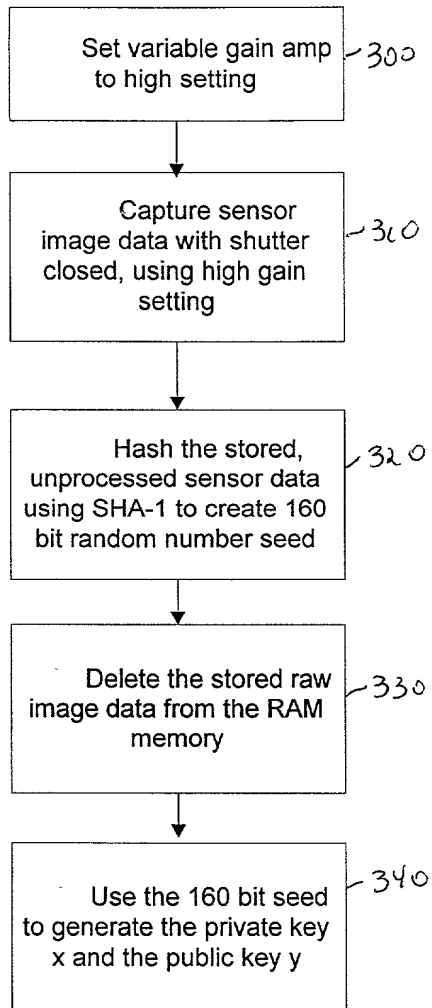 Set variable gain amp
to high setting
300
Capture sensor
image data with shutter
closed, using high gain
setting
310
Hash the stored,
unprocessed sensor data
using SHA-1 to create 160
bit random number seed
320
Delete the stored raw
image data from the RAM
memory
330
Use the 160 bit seed
to generate the private key
x and the public key y
340